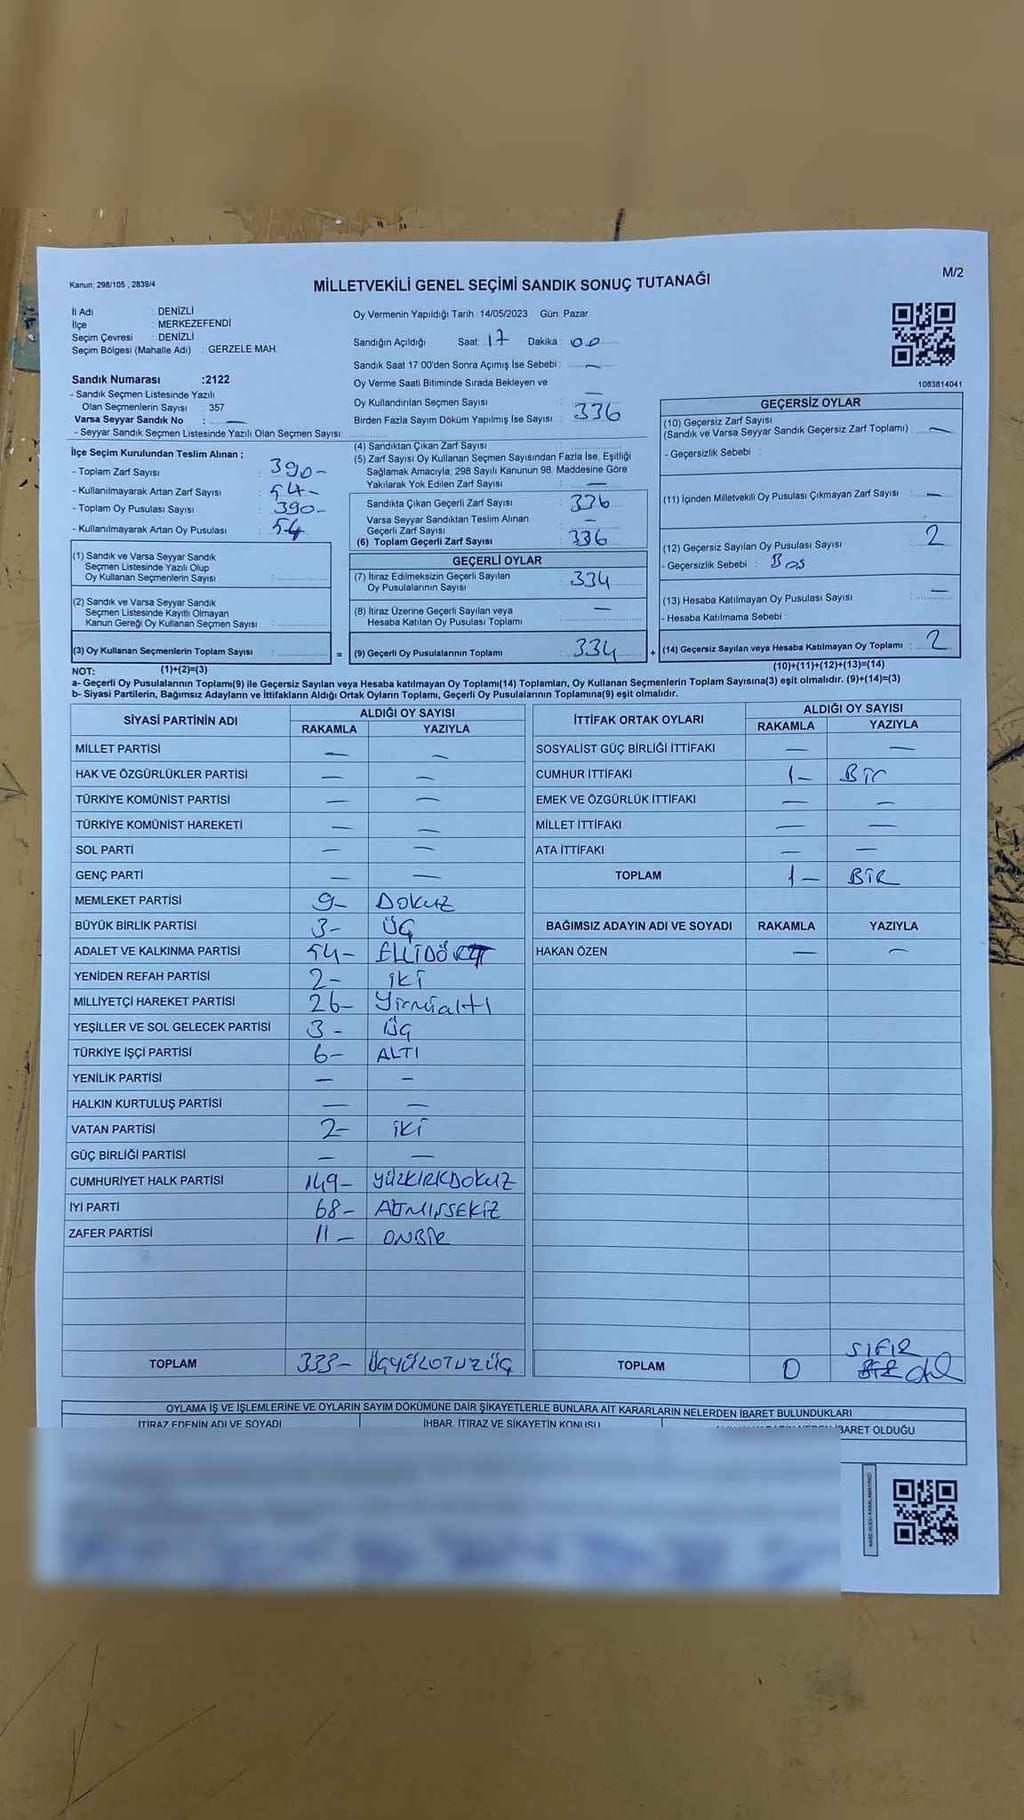 Kanun; 298/105 , 2839/4
MİLLETVEKİLİ GENEL SEÇİMİ SANDIK SONUÇ TUTANAĞI
M/2
İl Adı : DENİZLİ
İlçe : MERKEZEFENDİ
Seçim Çevresi : DENİZLİ
Seçim Bölgesi (Mahalle Adı) : GERZELE MAH
Sandık Numarası :2122
- Sandık Seçmen Listesinde Yazılı
Olan Seçmenlerin Sayısı : 357
Varsa Seyyar Sandık No : —
- Seyyar Sandık Seçmen Listesinde Yazılı Olan Seçmen Sayısı :
İlçe Seçim Kurulundan Teslim Alınan ;
- Toplam Zarf Sayısı : 390-
- Kullanılmayarak Artan Zarf Sayısı : 54-
- Toplam Oy Pusulası Sayısı : 390-
- Kullanılmayarak Artan Oy Pusulası : 54
(1) Sandık ve Varsa Seyyar Sandık
Seçmen Listesinde Yazılı Olup
Oy Kullanan Seçmenlerin Sayısı :
(2) Sandık ve Varsa Seyyar Sandık
Seçmen Listesinde Kayıtlı Olmayan
Kanun Gereği Oy Kullanan Seçmen Sayısı :
(3) Oy Kullanan Seçmenlerin Toplam Sayısı : =
(1)+(2)=(3)
Oy Vermenin Yapıldığı Tarih :14/05/2023 Gün: Pazar
Sandığın Açıldığı Saat: 17 Dakika: 00
Sandık Saat 17:00'den Sonra Açımış İse Sebebi : —
Oy Verme Saati Bitiminde Sırada Bekleyen ve
Oy Kullandırılan Seçmen Sayısı : —
Birden Fazla Sayım Döküm Yapılmış İse Sayısı : 336
(4) Sandıktan Çıkan Zarf Sayısı :
(5) Zarf Sayısı Oy Kullanan Seçmen Sayısından Fazla İse, Eşitliği
Sağlamak Amacıyla; 298 Sayılı Kanunun 98. Maddesine Göre
Yakılarak Yok Edilen Zarf Sayısı : —
Sandıkta Çıkan Geçerli Zarf Sayısı : 336
Varsa Seyyar Sandıktan Teslim Alınan
Geçerli Zarf Sayısı : —
(6) Toplam Geçerli Zarf Sayısı : 336
GEÇERLİ OYLAR
(7) İtiraz Edilmeksizin Geçerli Sayılan
Oy Pusulalarının Sayısı : 334
(8) İtiraz Üzerine Geçerli Sayılan veya
Hesaba Katılan Oy Pusulaları Toplamı : —
(9) Geçerli Oy Pusulalarının Toplamı : 334 +
1083814041
GEÇERSİZ OYLAR
(10) Geçersiz Zarf Sayısı
(Sandık ve Varsa Seyyar Sandık Geçersiz Zarf Toplamı) : —
- Geçersizlik Sebebi :
(11) İçinden Milletvekili Oy Pusulası Çıkmayan Zarf Sayısı : —
(12) Geçersiz Sayılan Oy Pusulası Sayısı : 2
- Geçersizlik Sebebi : Bos
(13) Hesaba Katılmayan Oy Pusulası Sayısı : —
- Hesaba Katılmama Sebebi :
(14) Geçersiz Sayılan veya Hesaba Katılmayan Oy Toplamı : 2
(10)+(11)+(12)+(13)=(14)
NOT:
a- Geçerli Oy Pusulalarının Toplamı(9) ile Geçersiz Sayılan veya Hesaba katılmayan Oy Toplamı(14) Toplamları, Oy Kullanan Seçmenlerin Toplam Sayısına(3) eşit olmalıdır. (9)+(14)=(3)
b- Siyasi Partilerin, Bağımsız Adayların ve İttifakların Aldığı Ortak Oyların Toplamı, Geçerli Oy Pusulalarının Toplamına(9) eşit olmalıdır.
SİYASİ PARTİNİN ADI ALDIĞI OY SAYISI
RAKAMLA YAZIYLA
MİLLET PARTİSİ — —
HAK VE ÖZGÜRLÜKLER PARTİSİ — —
TÜRKİYE KOMÜNİST PARTİSİ — —
TÜRKİYE KOMÜNİST HAREKETİ — —
SOL PARTİ — —
GENÇ PARTİ — —
MEMLEKET PARTİSİ 9- DOKUZ
BÜYÜK BİRLİK PARTİSİ 3- ÜÇ
ADALET VE KALKINMA PARTİSİ 54- ELLİDÖRT
YENİDEN REFAH PARTİSİ 2- İKİ
MİLLİYETÇİ HAREKET PARTİSİ 26- Yirmialtı
YEŞİLLER VE SOL GELECEK PARTİSİ 3- ÜÇ
TÜRKİYE İŞÇİ PARTİSİ 6- ALTI
YENİLİK PARTİSİ — —
HALKIN KURTULUŞ PARTİSİ — —
VATAN PARTİSİ 2- İKİ
GÜÇ BİRLİĞİ PARTİSİ — —
CUMHURİYET HALK PARTİSİ 149- YÜZKIRKDOKUZ
İYİ PARTİ 68- ALTMIŞSEKİZ
ZAFER PARTİSİ 11- ONBİR
TOPLAM 333- ÜÇYÜZOTUZÜÇ
İTTİFAK ORTAK OYLARI ALDIĞI OY SAYISI
RAKAMLA YAZIYLA
SOSYALİST GÜÇ BİRLİĞİ İTTİFAKI — —
CUMHUR İTTİFAKI 1- Bir
EMEK VE ÖZGÜRLÜK İTTİFAKI — —
MİLLET İTTİFAKI — —
ATA İTTİFAKI — —
TOPLAM 1- BİR
BAĞIMSIZ ADAYIN ADI VE SOYADI RAKAMLA YAZIYLA
HAKAN ÖZEN — —
SIFIR
TOPLAM 0
OYLAMA İŞ VE İŞLEMLERİNE VE OYLARIN SAYIM DÖKÜMÜNE DAİR ŞİKAYETLERLE BUNLARA AİT KARARLARIN NELERDEN İBARET BULUNDUKLARI
İTİRAZ EDENİN ADI VE SOYADI İHBAR, İTİRAZ VE ŞİKAYETİN KONUSU İBARET OLDUĞU